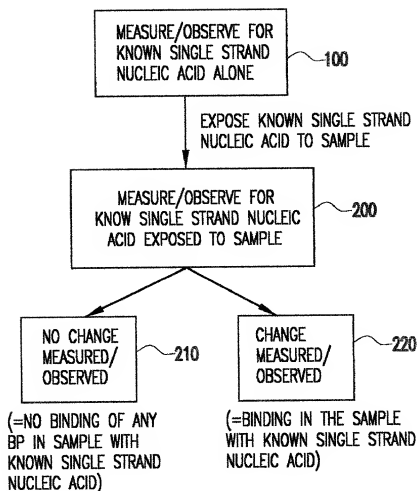 MEASURE/OBSERVE FOR
KNOWN SINGLE STRAND
NUCLEIC ACID ALONE
100
EXPOSE KNOWN SINGLE STRAND
NUCLEIC ACID TO SAMPLE
MEASURE/OBSERVE FOR
KNOW SINGLE STRAND NUCLEIC
ACID EXPOSED TO SAMPLE
200
NO CHANGE
MEASURED/
OBSERVED
210
(=NO BINDING OF ANY
BP IN SAMPLE WITH
KNOWN SINGLE STRAND
NUCLEIC ACID)
CHANGE
MEASURED/
OBSERVED
220
(=BINDING IN THE SAMPLE
WITH KNOWN SINGLE STRAND
NUCLEIC ACID)